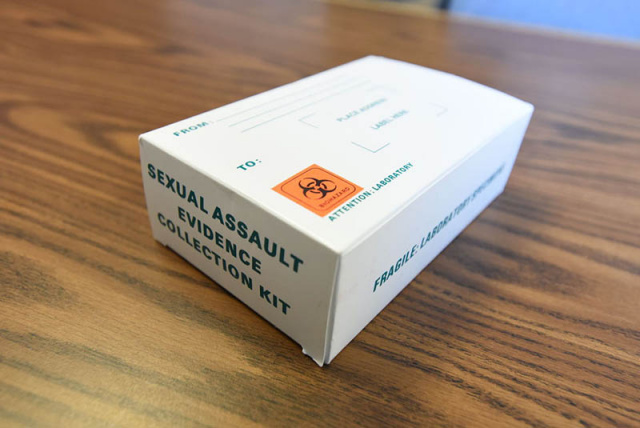 FROM:
PLACE ADDRESS
LABEL HERE
TO:
BIOHAZARD
ATTENTION: LABORATORY
SEXUAL ASSAULT
EVIDENCE
COLLECTION KIT
FRAGILE: LABORATORY SPECIMENS